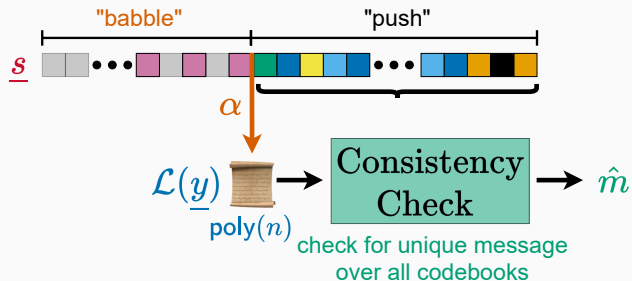 "babble" "push"
s
α
ℒ(y)
poly(n)
Consistency
Check
m̂
check for unique message
over all codebooks